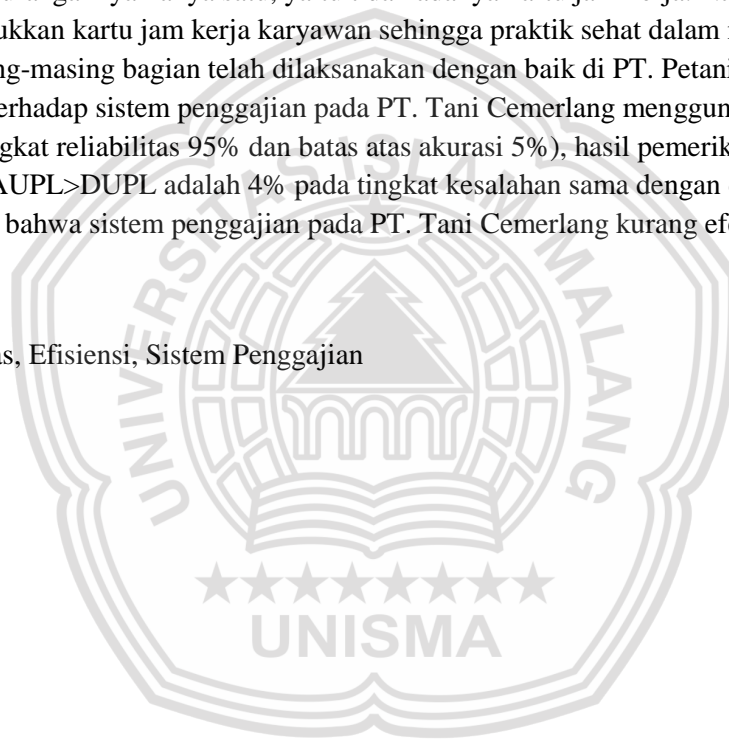 ukkan kartu jam kerja karyawan sehingga praktik sehat dalam
ng-masing bagian telah dilaksanakan dengan baik di PT. Petani
erhadap sistem penggajian pada PT. Tani Cemerlang menggun
gkat reliabilitas 95% dan batas atas akurasi 5%), hasil pemerik
AUPL>DUPL adalah 4% pada tingkat kesalahan sama dengan
bahwa sistem penggajian pada PT. Tani Cemerlang kurang ef
as, Efisiensi, Sistem Penggajian
UNIVERSITAS ISLAM MALANG
UNISMA